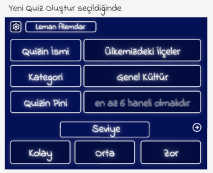 Yeni Quiz Oluştur seçildiğinde
Leman Alemdar
Quizin İsmi Ülkemizdeki İlçeler
Kategori Genel Kültür
Quizin Pini en az 6 haneli olmalıdır
Seviye
Kolay Orta Zor